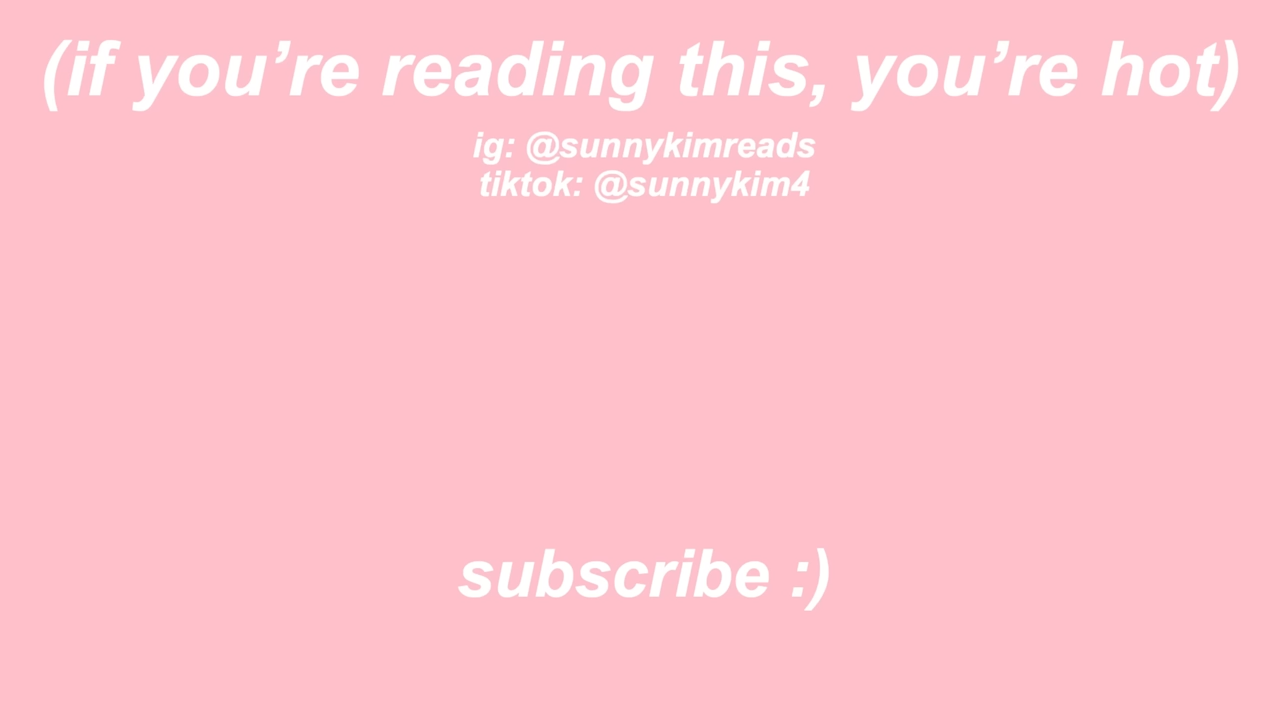 (if you’re reading this, you’re hot)
ig: @sunnykimreads
tiktok: @sunnykim4
subscribe :)